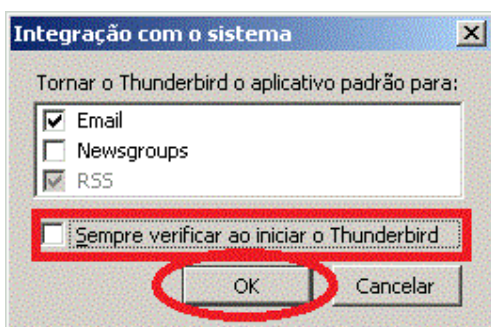 Integração com o sistema
Tornar o Thunderbird o aplicativo padrão para:
Email
Newsgroups
RSS
Sempre verificar ao iniciar o Thunderbird
OK Cancelar